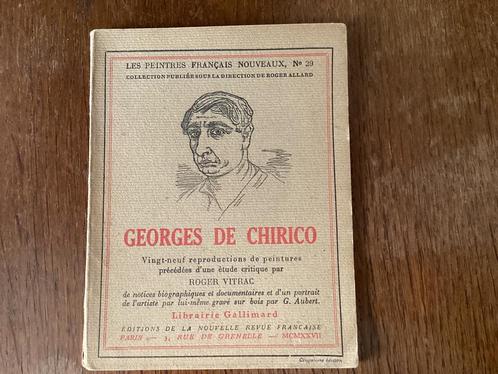 LES PEINTRES FRANÇAIS NOUVEAUX, Nº 29
COLLECTION PUBLIÉE SOUS LA DIRECTION DE ROGER ALLARD
GEORGES DE CHIRICO
Vingt-neuf reproductions de peintures
précédées d'une étude critique par
ROGER VITRAC
de notices biographiques et documentaires et d'un portrait
de l'artiste par lui-même gravé sur bois par G. Aubert.
Librairie Gallimard
ÉDITIONS DE LA NOUVELLE REVUE FRANÇAISE
PARIS — 3, RUE DE GRENELLE — MCMXXVII
édition